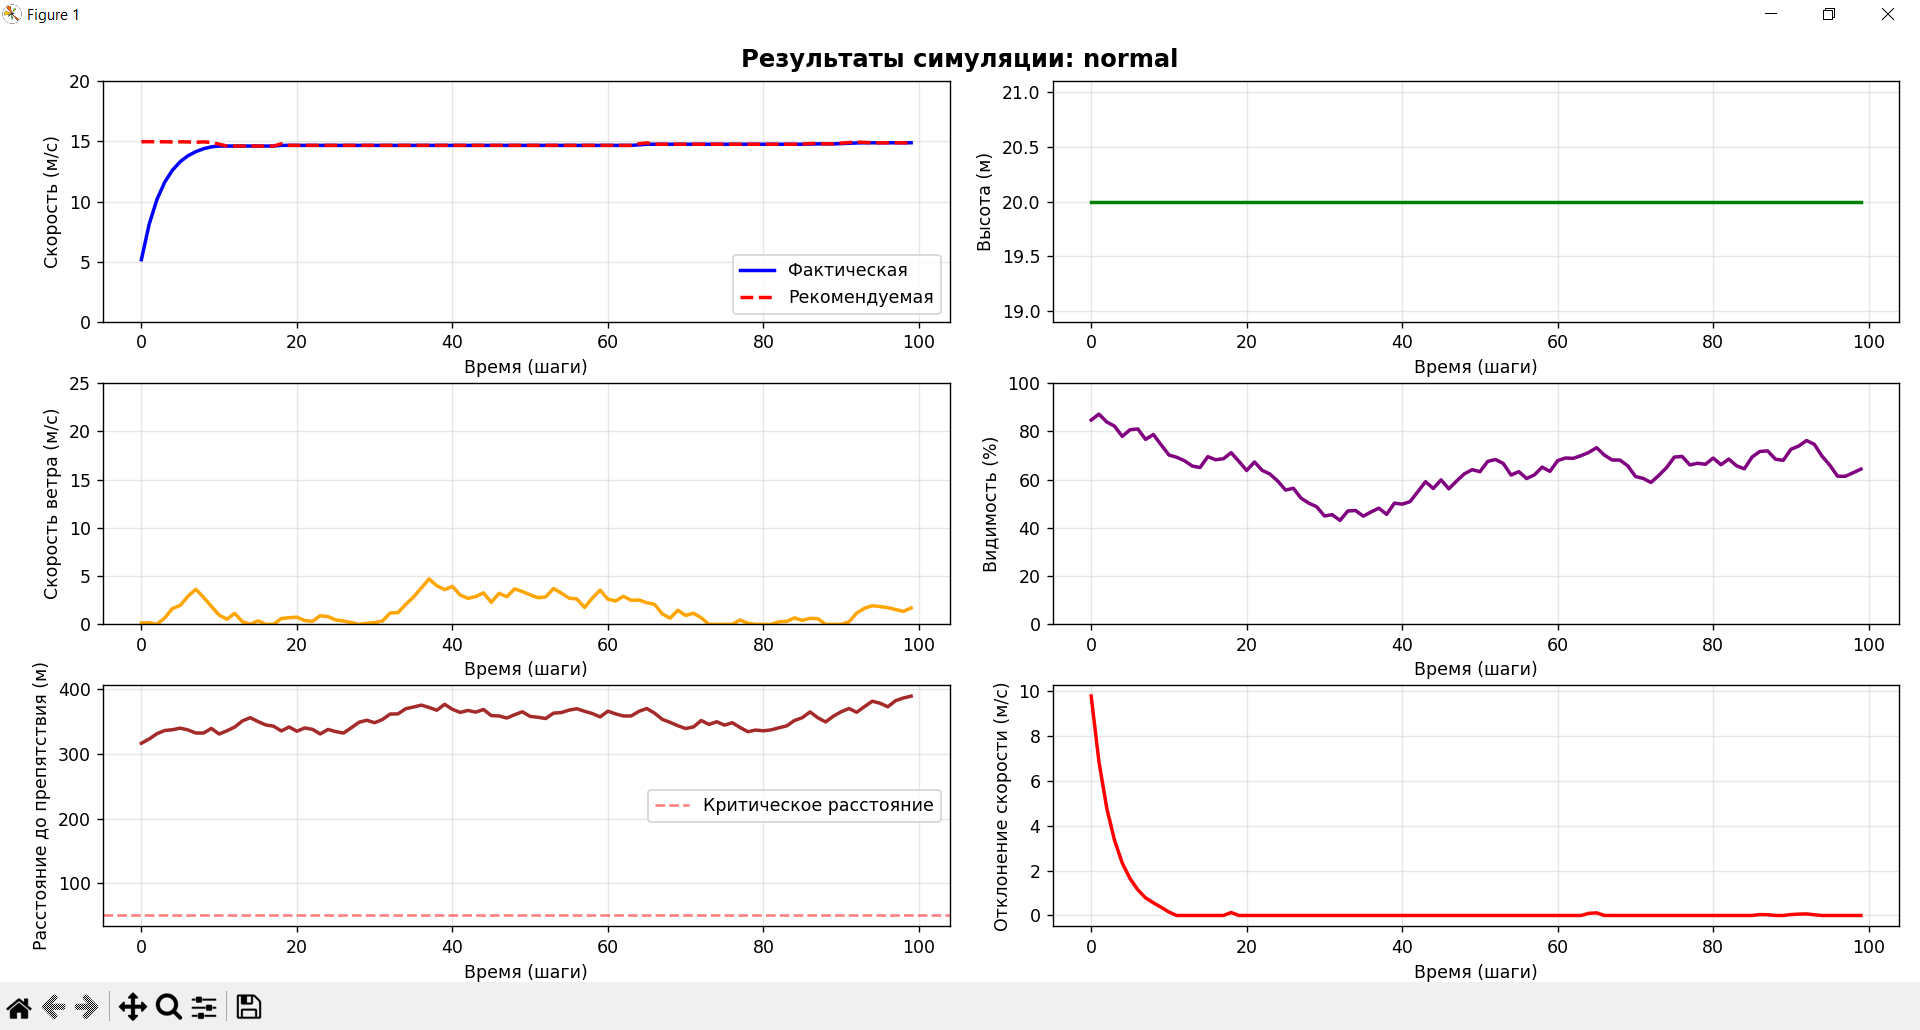 Figure 1
Результаты симуляции: normal
20
15
10
5
0
Скорость (м/с)
Фактическая
Рекомендуемая
0 20 40 60 80 100
Время (шаги)
21.0
20.5
20.0
19.5
19.0
Высота (м)
0 20 40 60 80 100
Время (шаги)
25
20
15
10
5
0
Скорость ветра (м/с)
0 20 40 60 80 100
Время (шаги)
100
80
60
40
20
0
Видимость (%)
0 20 40 60 80 100
Время (шаги)
400
300
200
100
Расстояние до препятствия (м)
Критическое расстояние
0 20 40 60 80 100
Время (шаги)
10
8
6
4
2
0
Отклонение скорости (м/с)
0 20 40 60 80 100
Время (шаги)